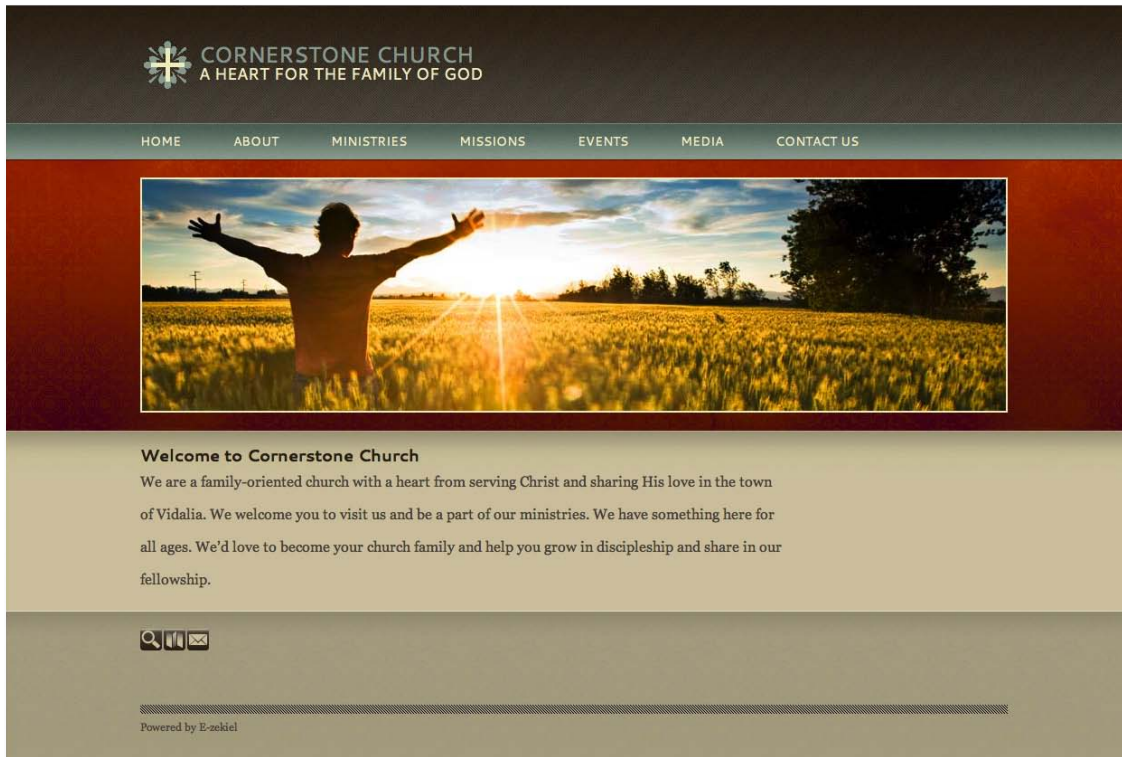 CORNERSTONE CHURCH
A HEART FOR THE FAMILY OF GOD
HOME ABOUT MINISTRIES MISSIONS EVENTS MEDIA CONTACT US
Welcome to Cornerstone Church
We are a family-oriented church with a heart from serving Christ and sharing His love in the town
of Vidalia. We welcome you to visit us and be a part of our ministries. We have something here for
all ages. We'd love to become your church family and help you grow in discipleship and share in our
fellowship.
Powered by E-zekiel